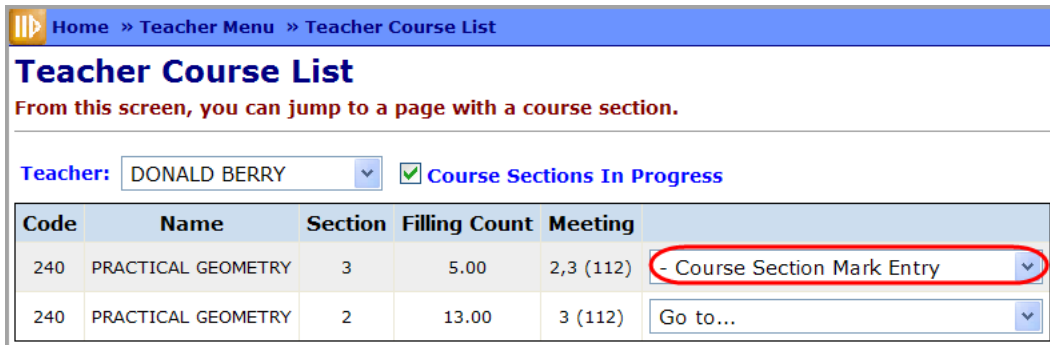 Home » Teacher Menu » Teacher Course List
Teacher Course List
From this screen, you can jump to a page with a course section.
Teacher: DONALD BERRY Course Sections In Progress
Code Name Section Filling Count Meeting
240 PRACTICAL GEOMETRY 3 5.00 2,3 (112) - Course Section Mark Entry
240 PRACTICAL GEOMETRY 2 13.00 3 (112) Go to...